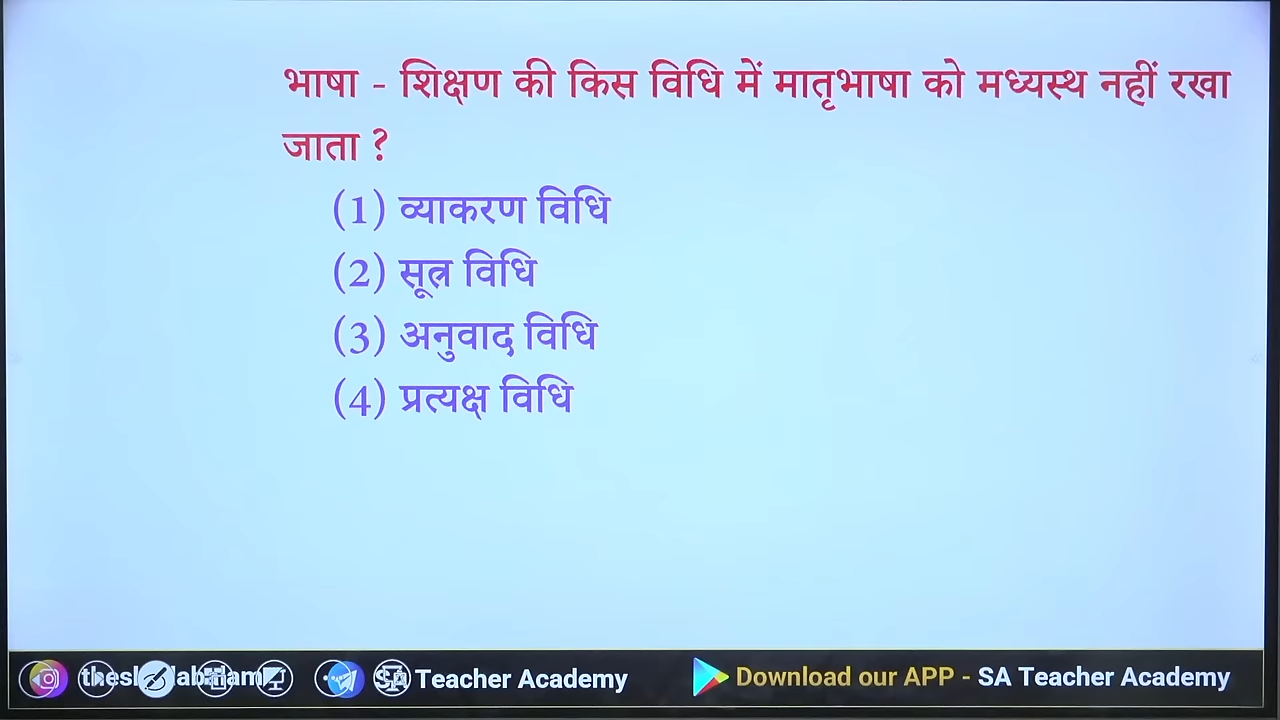 भाषा - शिक्षण की किस विधि में मातृभाषा को मध्यस्थ नहीं रखा
जाता ?
(1) व्याकरण विधि
(2) सूत्र विधि
(3) अनुवाद विधि
(4) प्रत्यक्ष विधि
Teacher Academy
Download our APP - SA Teacher Academy